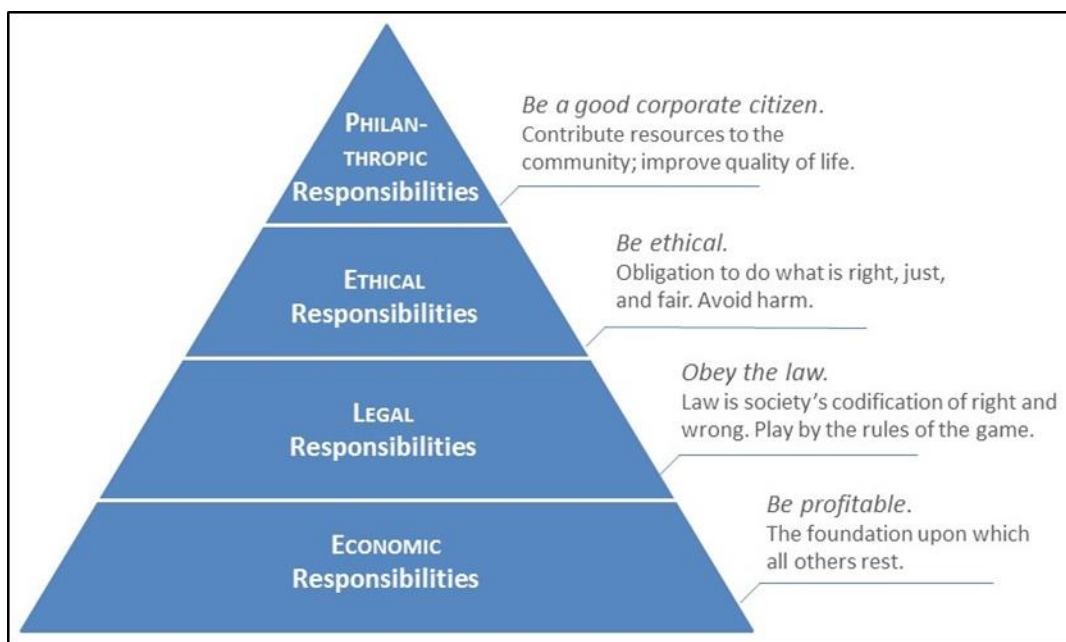 PHILAN-
THROPIC
Responsibilities
Be a good corporate citizen.
Contribute resources to the
community; improve quality of life.
ETHICAL
Responsibilities
Be ethical.
Obligation to do what is right, just,
and fair. Avoid harm.
LEGAL
Responsibilities
Obey the law.
Law is society’s codification of right and
wrong. Play by the rules of the game.
ECONOMIC
Responsibilities
Be profitable.
The foundation upon which
all others rest.